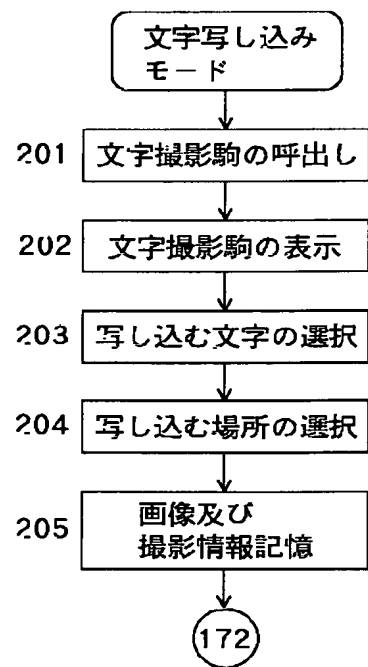 文字写し込み
モード
201 文字撮影駒の呼出し
202 文字撮影駒の表示
203 写し込む文字の選択
204 写し込む場所の選択
205 画像及び
撮影情報記憶
172